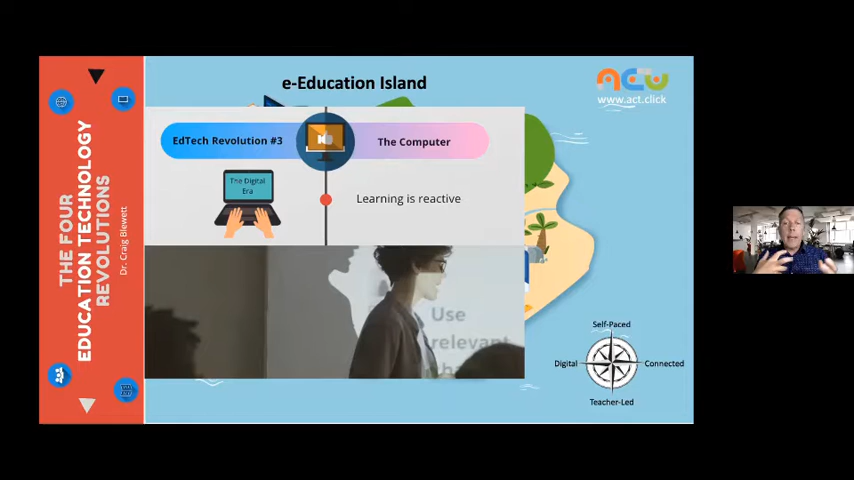 e-Education Island
www.act.click
THE FOUR
EDUCATION TECHNOLOGY
REVOLUTIONS
Dr. Craig Blewett
EdTech Revolution #3
The Computer
The Digital
Era
Learning is reactive
Use
relevant
Self-Paced
Digital
Connected
Teacher-Led